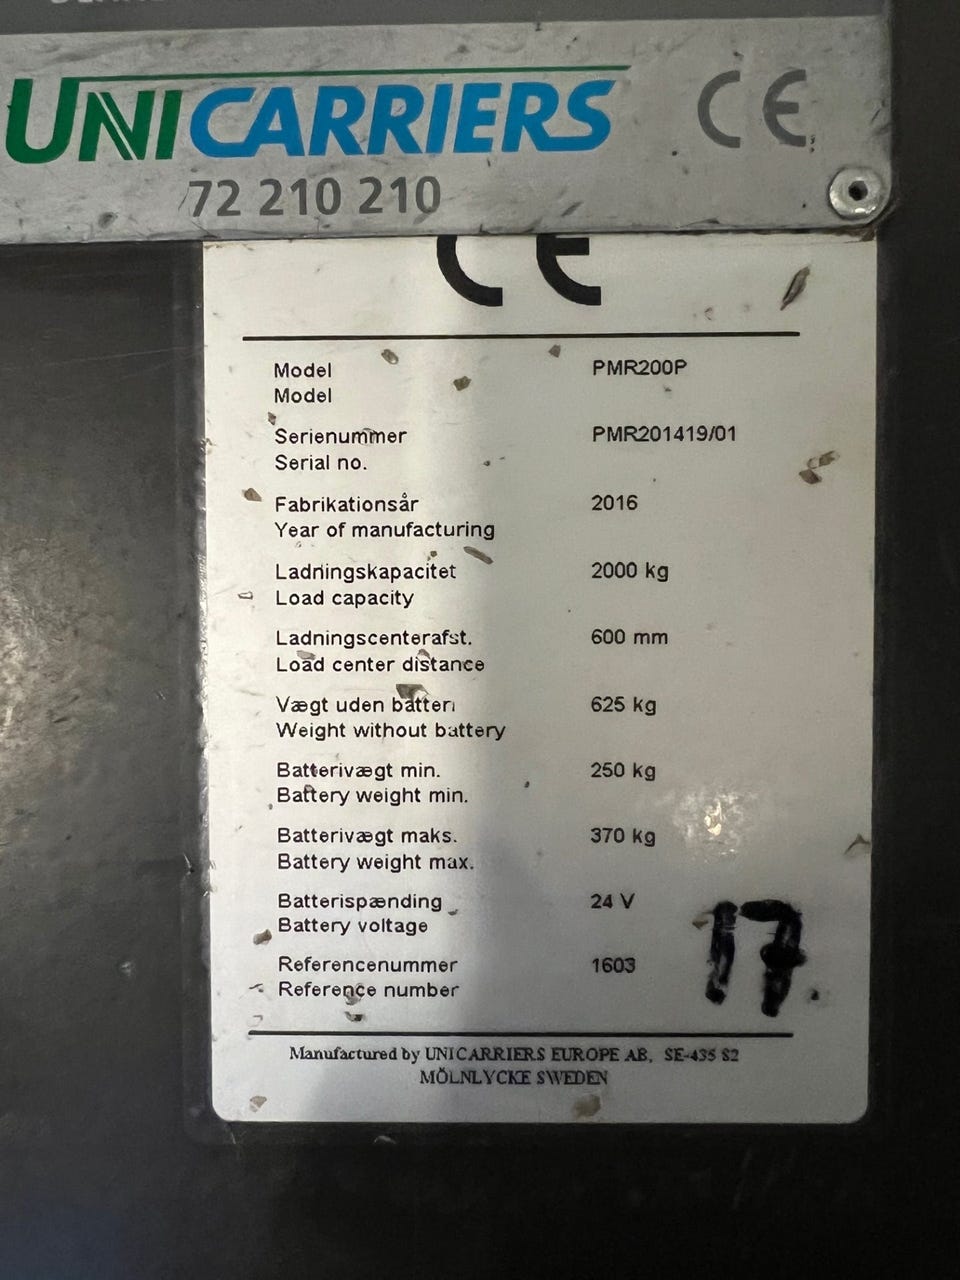 UNICARRIERS CE
72 210 210
CE
Model PMR200P
Model
Serienummer PMR201419/01
Serial no.
Fabrikationsår 2016
Year of manufacturing
Ladningskapacitet 2000 kg
Load capacity
Ladningscenterafst. 600 mm
Load center distance
Vægt uden batteri 625 kg
Weight without battery
Batterivægt min. 250 kg
Battery weight min.
Batterivægt maks. 370 kg
Battery weight max.
Batterispænding 24 V
Battery voltage
17
Referencenummer 1603
Reference number
Manufactured by UNICARRIERS EUROPE AB, SE-435 82
MÖLNLYCKE SWEDEN